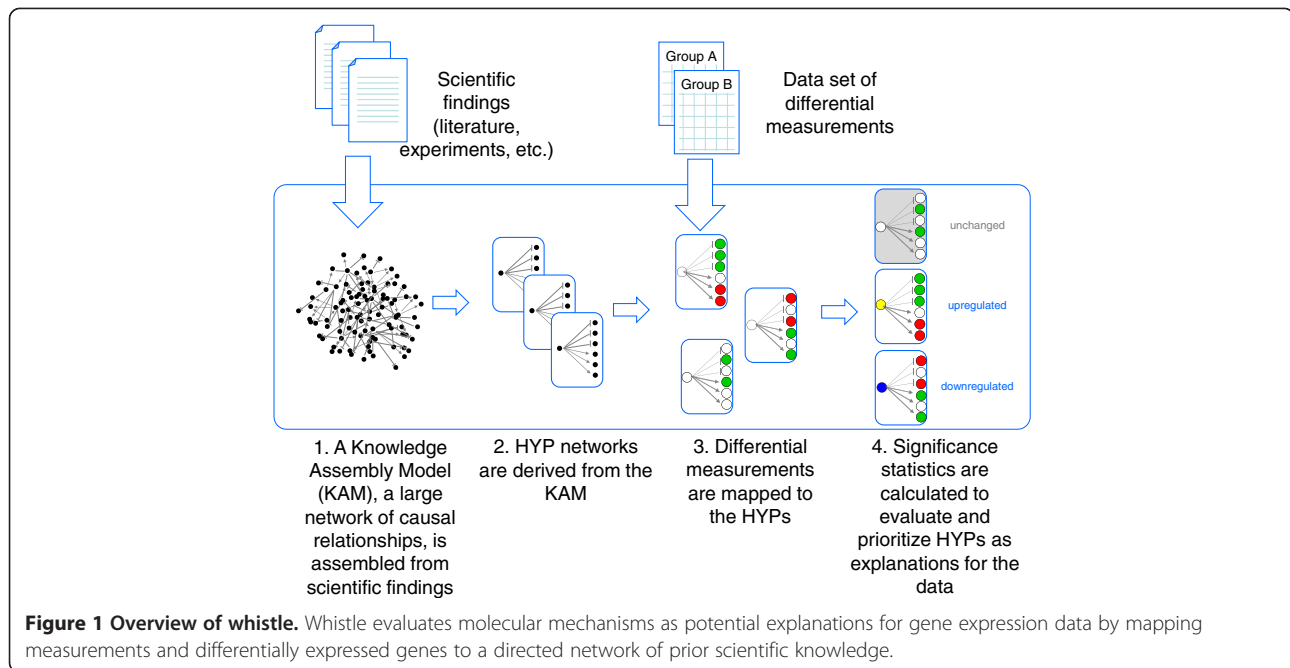 Scientific
findings
(literature,
experiments, etc.)
Group A
Group B
Data set of
differential
measurements
unchanged
upregulated
downregulated
1. A Knowledge
Assembly Model
(KAM), a large
network of causal
relationships, is
assembled from
scientific findings
2. HYP networks
are derived from the
KAM
3. Differential
measurements
are mapped to
the HYPs
4. Significance
statistics are
calculated to
evaluate and
prioritize HYPs as
explanations for the
data
Figure 1 Overview of whistle. Whistle evaluates molecular mechanisms as potential explanations for gene expression data by mapping
measurements and differentially expressed genes to a directed network of prior scientific knowledge.